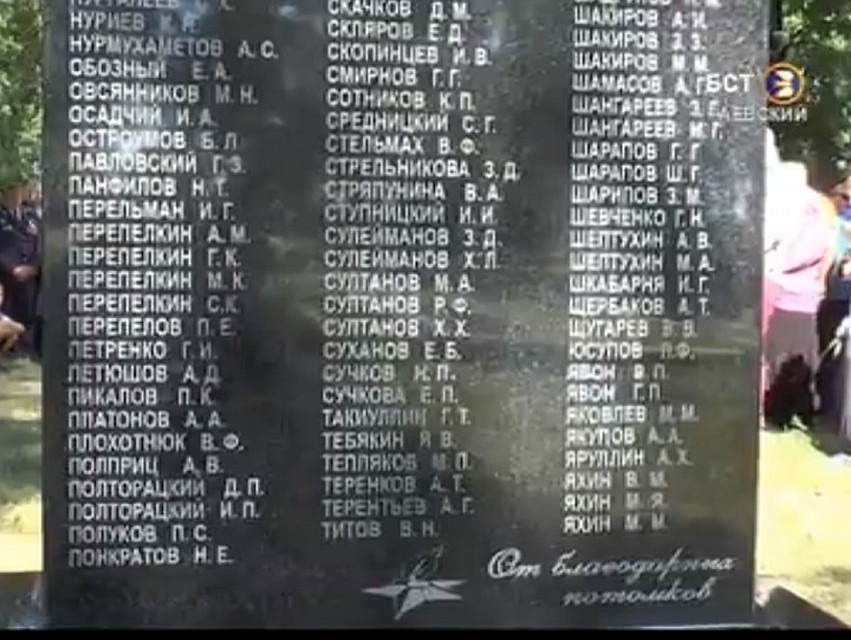 НУРИЕВ К.Я.
НУРМУХАМЕТОВ А.С.
ОБОЗНЫЙ Е.А.
ОВСЯННИКОВ М.Н.
ОСАДЧИЙ И.А.
ОСТРОУМОВ Б.Л.
ПАВЛОВСКИЙ Г.З.
ПАНФИЛОВ Н.Т.
ПЕРЕЛЬМАН И.Г.
ПЕРЕПЕЛКИН А.М.
ПЕРЕПЕЛКИН Г.К.
ПЕРЕПЕЛКИН М.К.
ПЕРЕПЕЛКИН С.К.
ПЕРЕПЕЛОВ П.Е.
ПЕТРЕНКО Г.И.
ПЕТЮШОВ А.Д.
ПИКАЛОВ П.К.
ПЛАТОНОВ А.А.
ПЛОХОТНЮК В.Ф.
ПОЛПРИЦ А.В.
ПОЛТОРАЦКИЙ Д.П.
ПОЛТОРАЦКИЙ И.П.
ПОЛУКОВ П.С.
ПОНКРАТОВ Н.Е.
СКАЧКОВ Д.М.
СКЛЯРОВ Е.Д.
СКОПИНЦЕВ И.В.
СМИРНОВ Г.Г.
СОТНИКОВ К.П.
СРЕДНИЦКИЙ С.Г.
СТЕЛЬМАХ В.Ф.
СТРЕЛЬНИКОВА З.Д.
СТРЯПУНИНА В.А.
СТУПНИЦКИЙ И.И.
СУЛЕЙМАНОВ З.Д.
СУЛЕЙМАНОВ Х.Л.
СУЛТАНОВ М.А.
СУЛТАНОВ Р.Ф.
СУЛТАНОВ Х.Х.
СУХАНОВ Е.Б.
СУЧКОВ Н.П.
СУЧКОВА Е.П.
ТАКИУЛЛИН Г.Т.
ТЕБЯКИН Я.В.
ТЕПЛЯКОВ М.П.
ТЕРЕНКОВ А.Т.
ТЕРЕНТЬЕВ А.Г.
ТИТОВ В.Н.
ШАКИРОВ А.И.
ШАКИРОВ З.З.
ШАКИРОВ М.М.
ШАМАСОВ А.Г.
ШАНГАРЕЕВ З.Г.
ШАНГАРЕЕВ М.Г.
ШАРАПОВ Г.Г.
ШАРАПОВ Ш.Г.
ШАРИПОВ З.М.
ШЕВЧЕНКО Г.Н.
ШЕЛТУХИН А.В.
ШЕЛТУХИН М.А.
ШКАБАРНЯ И.Г.
ЩЕРБАКОВ А.Т.
ЩУГАРЕВ В.В.
ЮСУПОВ
ЯВОН В.П.
ЯВОН Г.П.
ЯКОВЛЕВ М.М.
ЯКУПОВ А.А.
ЯРУЛЛИН А.Х.
ЯХИН В.М.
ЯХИН М.Я.
ЯХИН М.М.
От благодарных
потомков
БСТ